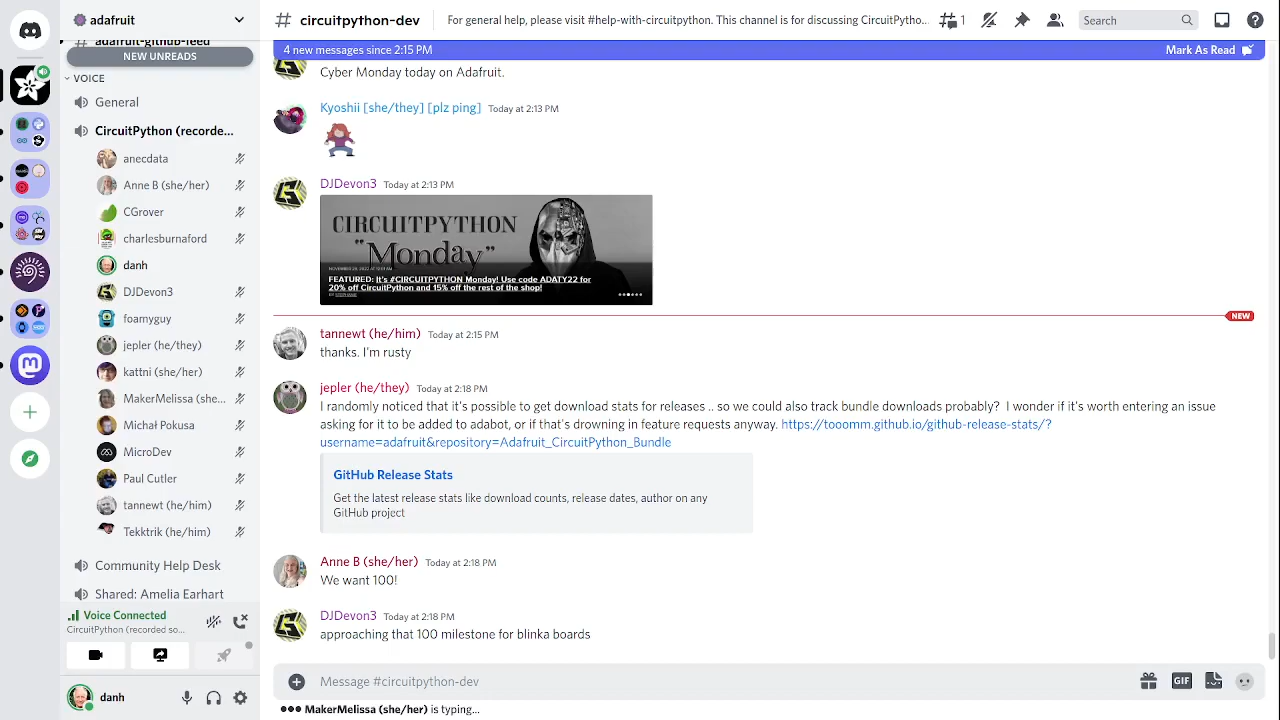 adafruit
# circuitpython-dev
For general help, please visit #help-with-circuitpython. This channel is for discussing CircuitPytho...
1
Search
adafruit+github-feed
NEW UNREADS
VOICE
General
CircuitPython (recorde...
anecdata
Anne B (she/her)
CGrover
charlesburnaford
danh
DJDevon3
foamyguy
jepler (he/they)
kattni (she/her)
MakerMelissa (she...
Michał Pokusa
MicroDev
Paul Cutler
tannewt (he/him)
Tekktrik (he/him)
Community Help Desk
Shared: Amelia Earhart
Voice Connected
CircuitPython (recorded so...
danh
4 new messages since 2:15 PM
Mark As Read
Cyber Monday today on Adafruit.
Kyoshii [she/they] [plz ping] Today at 2:13 PM
DJDevon3 Today at 2:13 PM
CIRCUITPYTHON
"Monday"
FEATURED: It's #CIRCUITPYTHON Monday! Use code ADATY22 for
20% off CircuitPython and 15% off the rest of the shop!
NEW
tannewt (he/him) Today at 2:15 PM
thanks. I'm rusty
jepler (he/they) Today at 2:18 PM
I randomly noticed that it's possible to get download stats for releases .. so we could also track bundle downloads probably? I wonder if it's worth entering an issue
asking for it to be added to adabot, or if that's drowning in feature requests anyway. https://tooomm.github.io/github-release-stats/?
username=adafruit&repository=Adafruit_CircuitPython_Bundle
GitHub Release Stats
Get the latest release stats like download counts, release dates, author on any
GitHub project
Anne B (she/her) Today at 2:18 PM
We want 100!
DJDevon3 Today at 2:18 PM
approaching that 100 milestone for blinka boards
Message #circuitpython-dev
GIF
MakerMelissa (she/her) is typing...